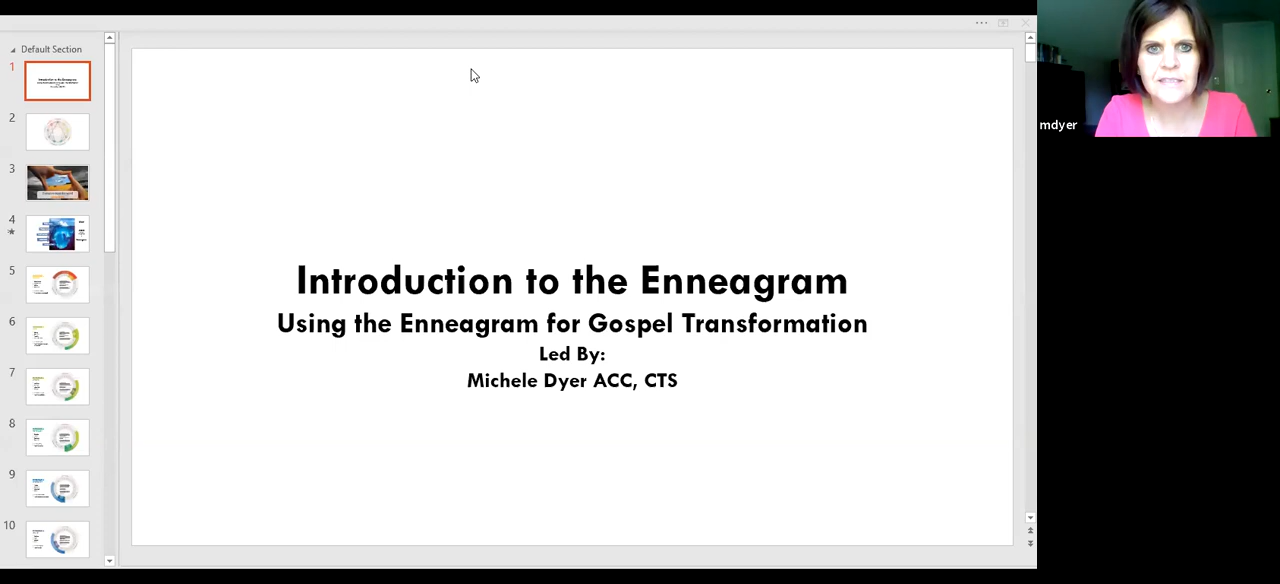 Default Section
1
2
3
4
5
6
7
8
9
10
Introduction to the Enneagram
Using the Enneagram for Gospel Transformation
Led By:
Michele Dyer ACC, CTS
mdyer